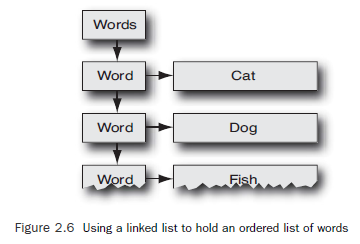 Words
Word Cat
Word Dog
Word Fish
Figure 2.6 Using a linked list to hold an ordered list of words